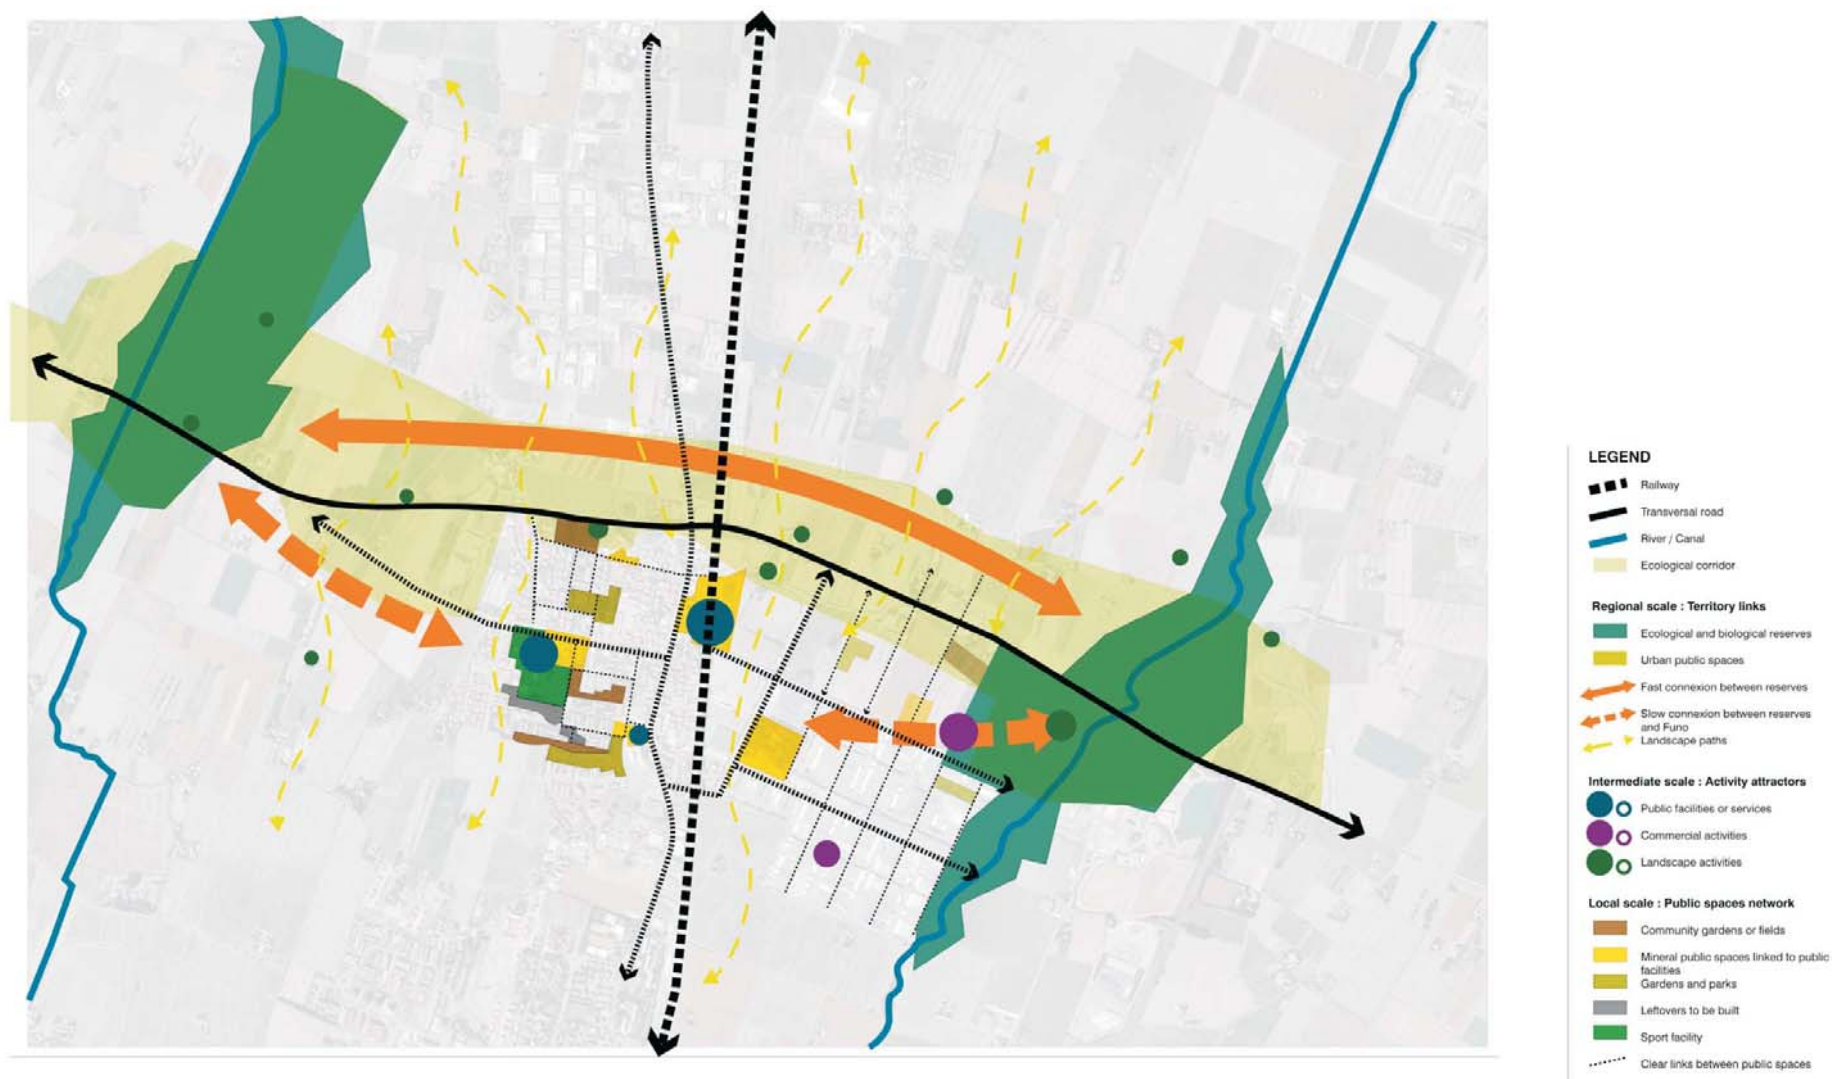 LEGEND
Railway
Transversal road
River / Canal
Ecological corridor
Regional scale : Territory links
Ecological and biological reserves
Urban public spaces
Fast connexion between reserves
Slow connexion between reserves
and Funo
Landscape paths
Intermediate scale : Activity attractors
Public facilities or services
Commercial activities
Landscape activities
Local scale : Public spaces network
Community gardens or fields
Mineral public spaces linked to public
facilities
Gardens and parks
Leftovers to be built
Sport facility
Clear links between public spaces